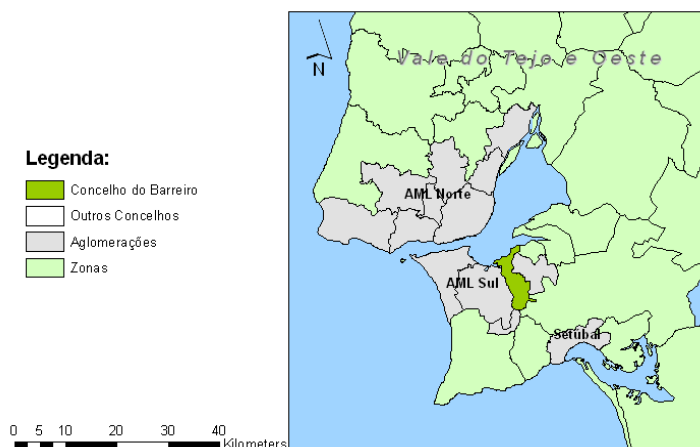 Vale do Tejo e Oeste
N
Legenda:
Concelho do Barreiro
Outros Concelhos
Aglomerações
Zonas
AML Norte
AML Sul
Setúbal
0 5 10 20 30 40
Kilometers